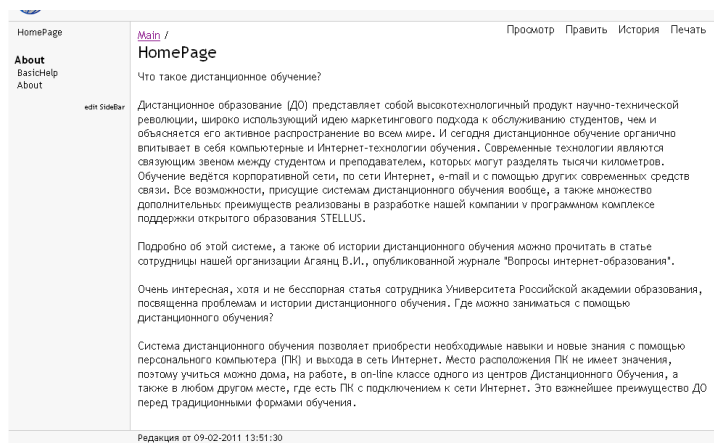 HomePage
About
BasicHelp
About
edit SideBar
Просмотр Править История Печать
Main /
HomePage
Что такое дистанционное обучение?
Дистанционное образование (ДО) представляет собой высокотехнологичный продукт научно-технической
революции, широко использующий идею маркетингового подхода к обслуживанию студентов, чем и
объясняется его активное распространение во всем мире. И сегодня дистанционное обучение органично
впитывает в себя компьютерные и Интернет-технологии обучения. Современные технологии являются
связующим звеном между студентом и преподавателем, которых могут разделять тысячи километров.
Обучение ведётся корпоративной сети, по сети Интернет, e-mail и с помощью других современных средств
связи. Все возможности, присущие системам дистанционного обучения вообще, а также множество
дополнительных преимуществ реализованы в разработке нашей компании v программном комплексе
поддержки открытого образования STELLUS.
Подробно об этой системе, а также об истории дистанционного обучения можно прочитать в статье
сотрудницы нашей организации Агаянц В.И., опубликованной журнале "Вопросы интернет-образования".
Очень интересная, хотя и не бесспорная статья сотрудника Университета Российской академии образования,
посвященна проблемам и истории дистанционного обучения. Где можно заниматься с помощью
дистанционного обучения?
Система дистанционного обучения позволяет приобрести необходимые навыки и новые знания с помощью
персонального компьютера (ПК) и выхода в сеть Интернет. Место расположения ПК не имеет значения,
поэтому учиться можно дома, на работе, в on-line классе одного из центров Дистанционного Обучения, а
также в любом другом месте, где есть ПК с подключением к сети Интернет. Это важнейшее преимущество ДО
перед традиционными формами обучения.
Редакция от 09-02-2011 13:51:30